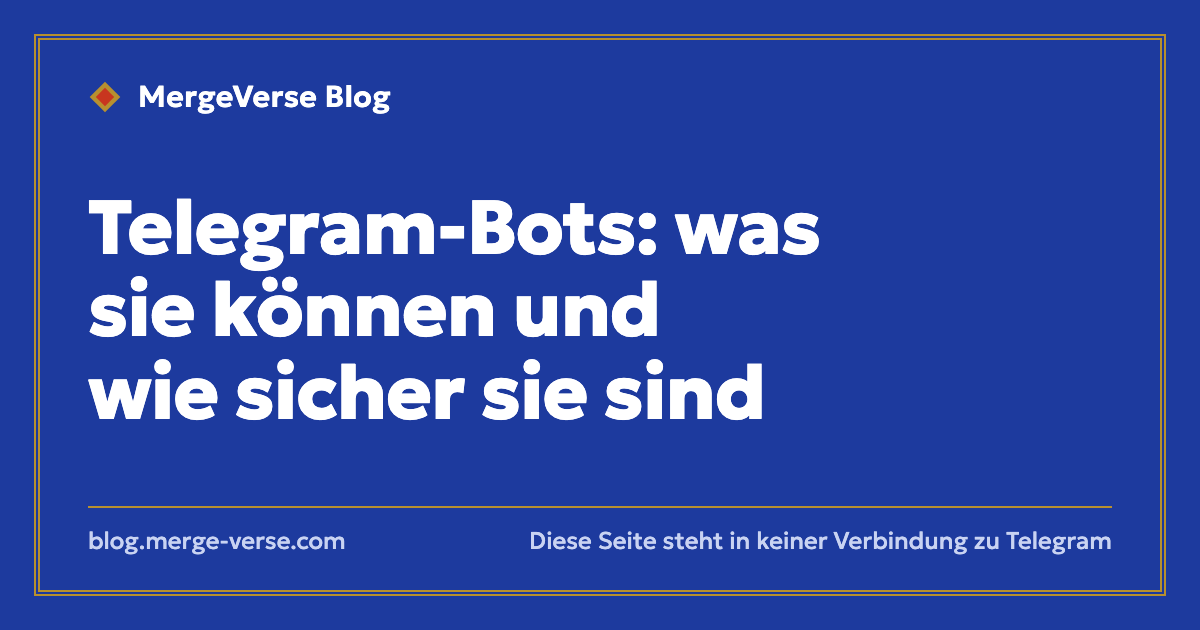 MergeVerse Blog
Telegram-Bots: was
sie können und
wie sicher sie sind
blog.merge-verse.com
Diese Seite steht in keiner Verbindung zu Telegram